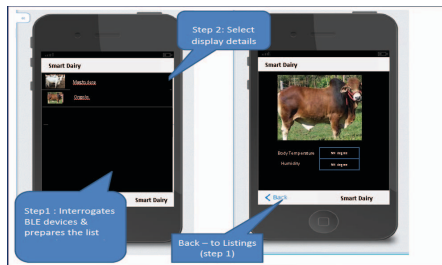 «
Step 2: Select
display details
Smart Dairy
Ongole
Smart Dairy
Step1 : Interrogates
BLE devices &
prepares the list
Smart Dairy
Body Temperature
Humidity
Back
Smart Dairy
Back – to Listings
(step 1)